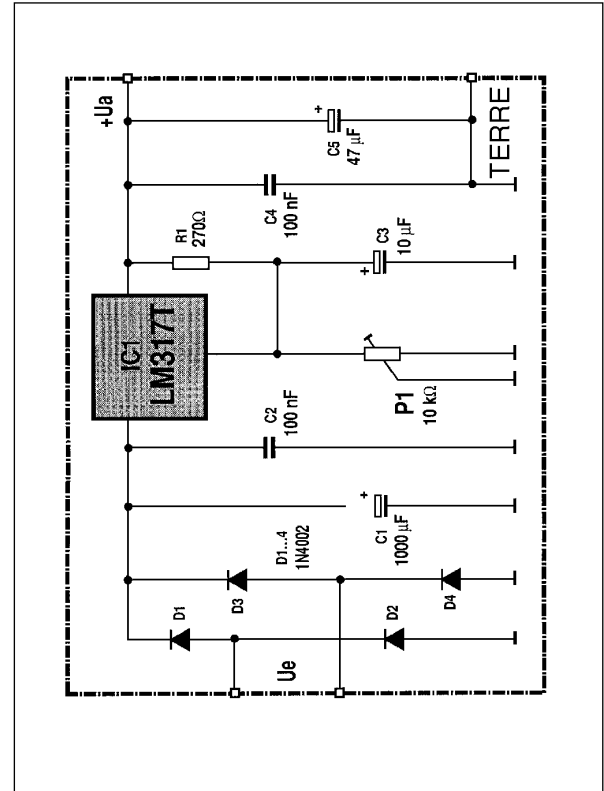 Ue
D1
D2
D3
D4
D1...4
1N4002
C1
1000 µF
+
C2
100 nF
IC1
LM317T
P1
10 kΩ
R1
270Ω
C3
10 µF
+
C4
100 nF
C5
47 µF
+
+Ua
TERRE